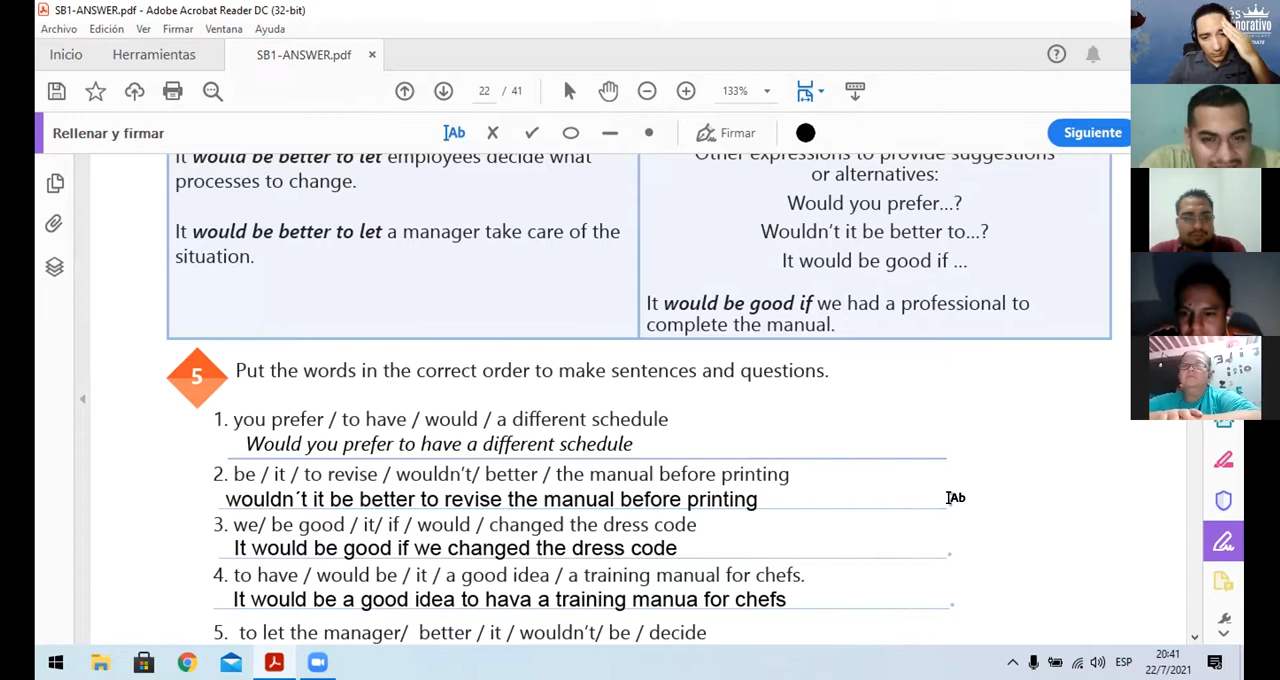 SB1-ANSWER.pdf - Adobe Acrobat Reader DC (32-bit)
Archivo Edición Ver Firmar Ventana Ayuda
Inicio Herramientas SB1-ANSWER.pdf ×
22 / 41 133%
Rellenar y firmar Ab Firmar Siguiente
It would be better to let employees decide what
processes to change.
It would be better to let a manager take care of the
situation.
Other expressions to provide suggestions
or alternatives:
Would you prefer...?
Wouldn't it be better to...?
It would be good if ...
It would be good if we had a professional to
complete the manual.
5 Put the words in the correct order to make sentences and questions.
1. you prefer / to have / would / a different schedule
Would you prefer to have a different schedule
2. be / it / to revise / wouldn't/ better / the manual before printing
wouldn´t it be better to revise the manual before printing
Ab
3. we/ be good / it/ if / would / changed the dress code
It would be good if we changed the dress code
4. to have / would be / it / a good idea / a training manual for chefs.
It would be a good idea to hava a training manua for chefs
5. to let the manager/ better / it / wouldn't/ be / decide
ESP
20:41
22/7/2021